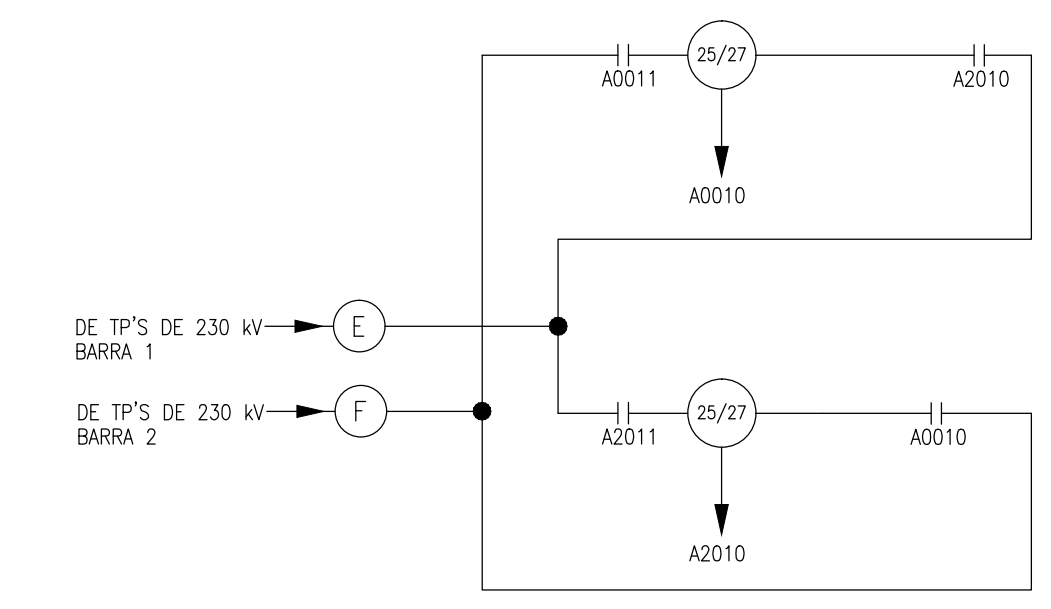 25/27
A0011
A2010
A0010
DE TP'S DE 230 kV
BARRA 1
E
DE TP'S DE 230 kV
BARRA 2
F
25/27
A2011
A0010
A2010